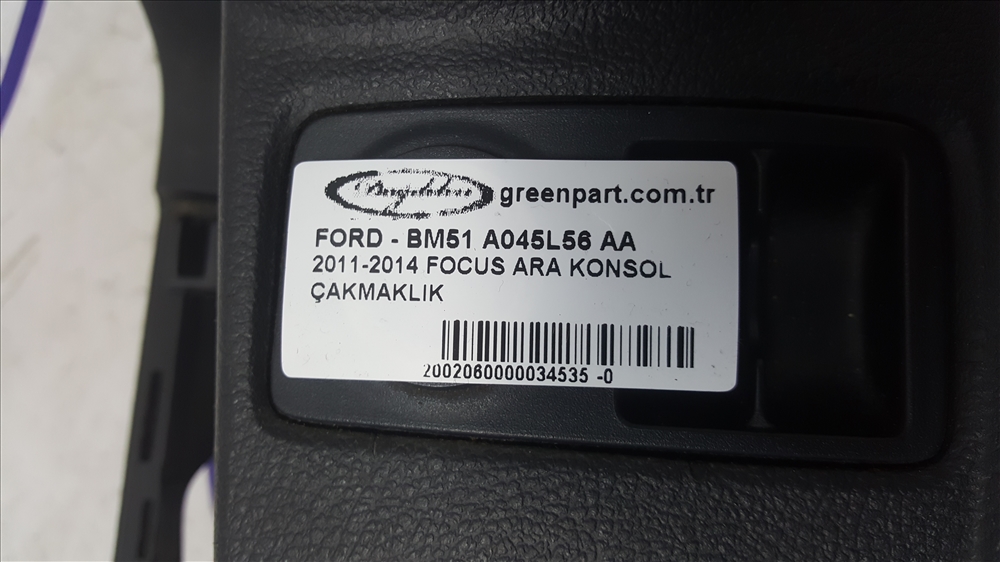 greenpart.com.tr
FORD - BM51 A045L56 AA
2011-2014 FOCUS ARA KONSOL
ÇAKMAKLIK
2002060000034535 -0